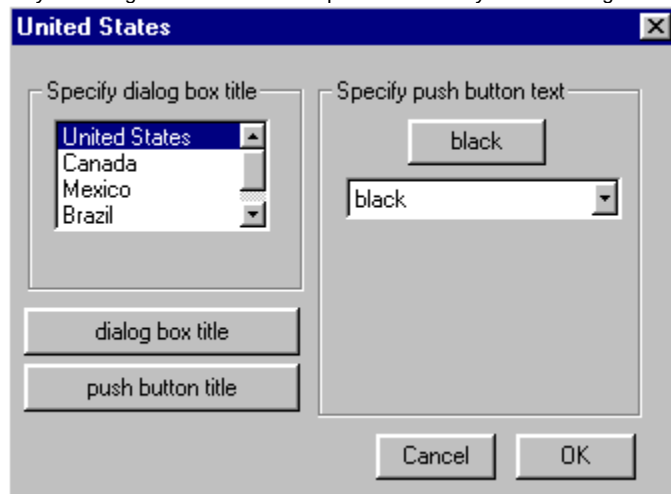 United States
Specify dialog box title
United States
Canada
Mexico
Brazil
dialog box title
push button title
Specify push button text
black
black
Cancel
OK